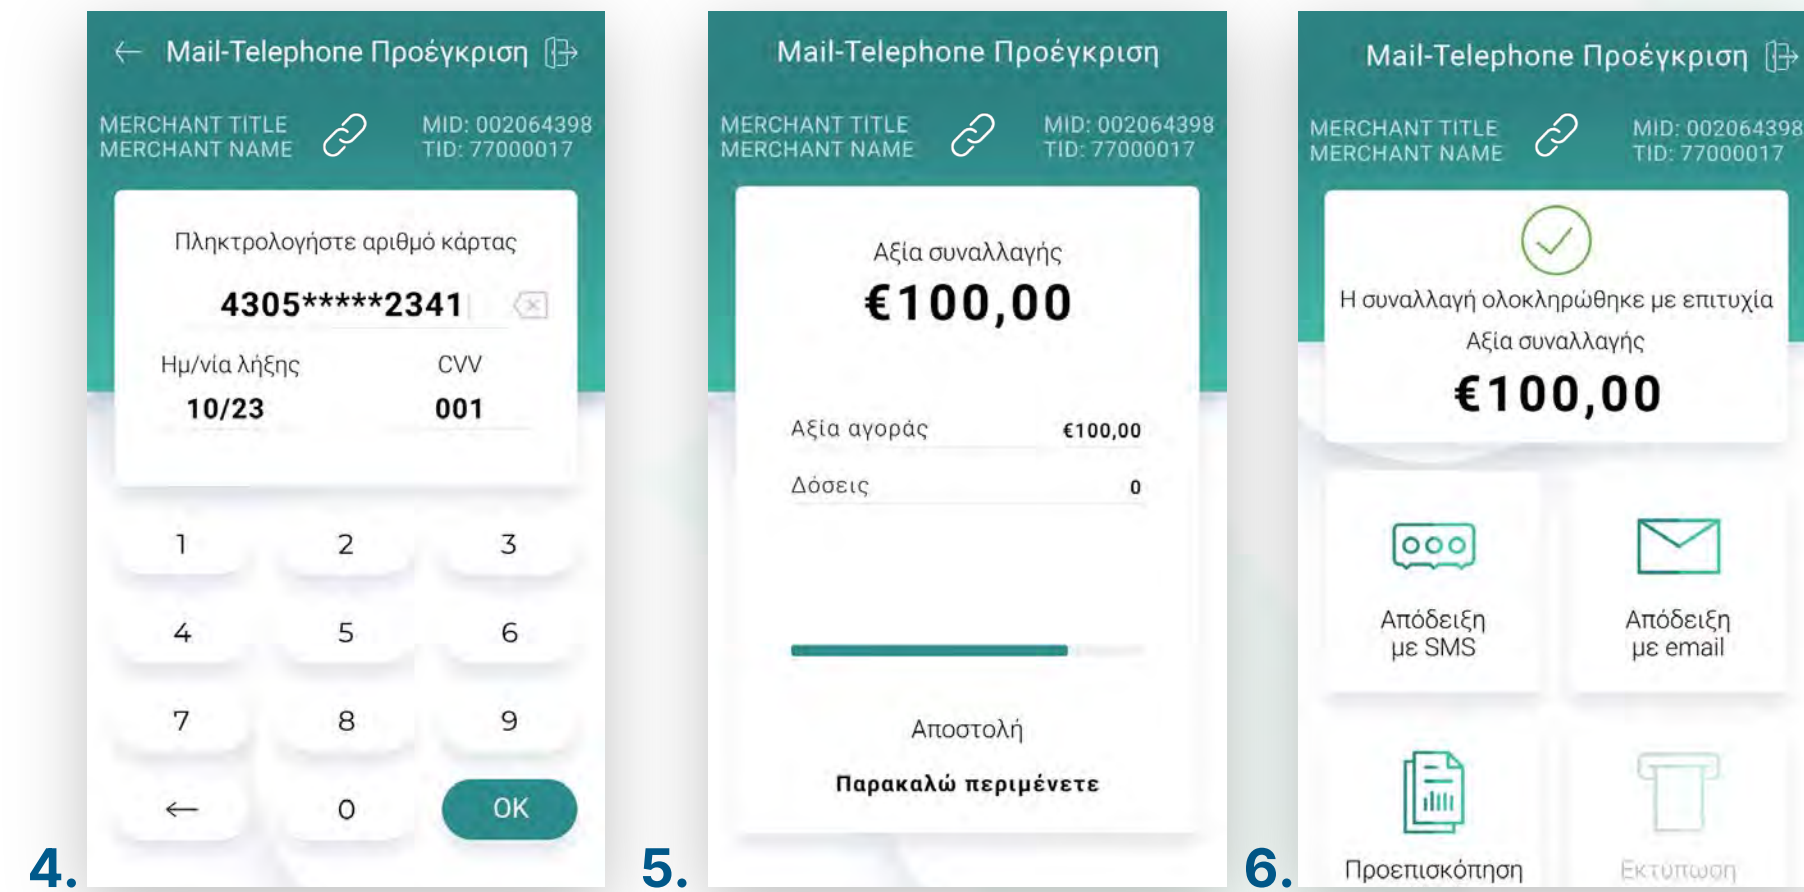 Mail-Telephone Προέγκριση
MERCHANT TITLE
MERCHANT NAME
MID: 002064398
TID: 77000017
Πληκτρολογήστε αριθμό κάρτας
4305*****2341
Ημ/νία λήξης
CVV
10/23
001
1 2 3
4 5 6
7 8 9
0 OK
4.
Mail-Telephone Προέγκριση
MERCHANT TITLE
MERCHANT NAME
MID: 002064398
TID: 77000017
Αξία συναλλαγής
€100,00
Αξία αγοράς €100,00
Δόσεις 0
Αποστολή
Παρακαλώ περιμένετε
5.
Mail-Telephone Προέγκριση
MERCHANT TITLE
MERCHANT NAME
MID: 002064398
TID: 77000017
Η συναλλαγή ολοκληρώθηκε με επιτυχία
Αξία συναλλαγής
€100,00
Απόδειξη
με SMS
Απόδειξη
με email
Προεπισκόπηση
Εκτύπωση
6.